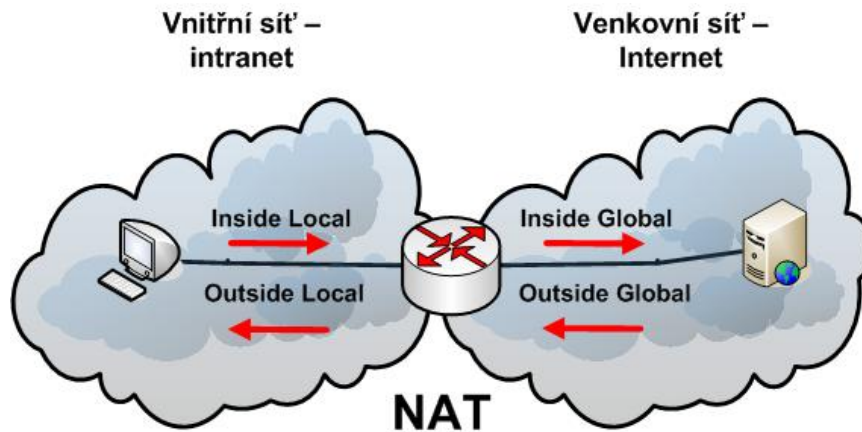 Vnitřní síť –
intranet
Venkovní síť –
Internet
Inside Local
Inside Global
Outside Local
Outside Global
NAT